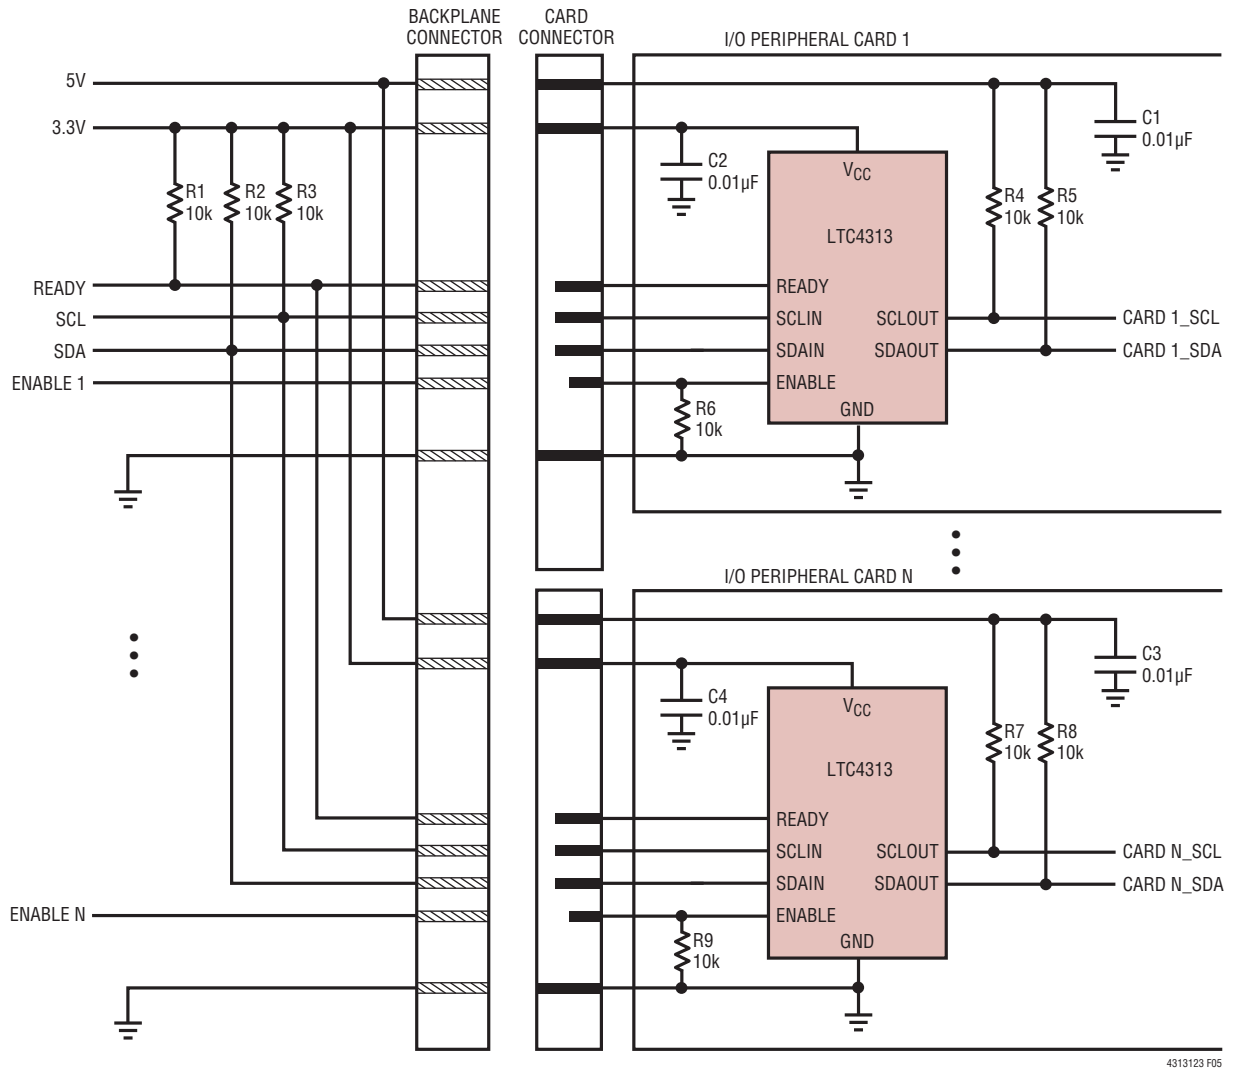 BACKPLANE
CONNECTOR
CARD
CONNECTOR
I/O PERIPHERAL CARD 1
5V
3.3V
R1
10k
R2
10k
R3
10k
READY
SCL
SDA
ENABLE 1
C2
0.01µF
VCC
LTC4313
READY
SCLIN
SDAIN
ENABLE
SCLOUT
SDAOUT
GND
R4
10k
R5
10k
C1
0.01µF
CARD 1_SCL
CARD 1_SDA
R6
10k
I/O PERIPHERAL CARD N
C4
0.01µF
VCC
LTC4313
READY
SCLIN
SDAIN
ENABLE
SCLOUT
SDAOUT
GND
R7
10k
R8
10k
C3
0.01µF
CARD N_SCL
CARD N_SDA
ENABLE N
R9
10k
4313123 F05